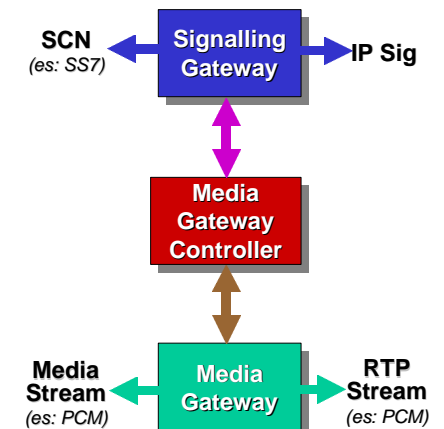 SCN
(es: SS7)
Signalling
Gateway
IP Sig
Media
Gateway
Controller
Media
Stream
(es: PCM)
Media
Gateway
RTP
Stream
(es: PCM)